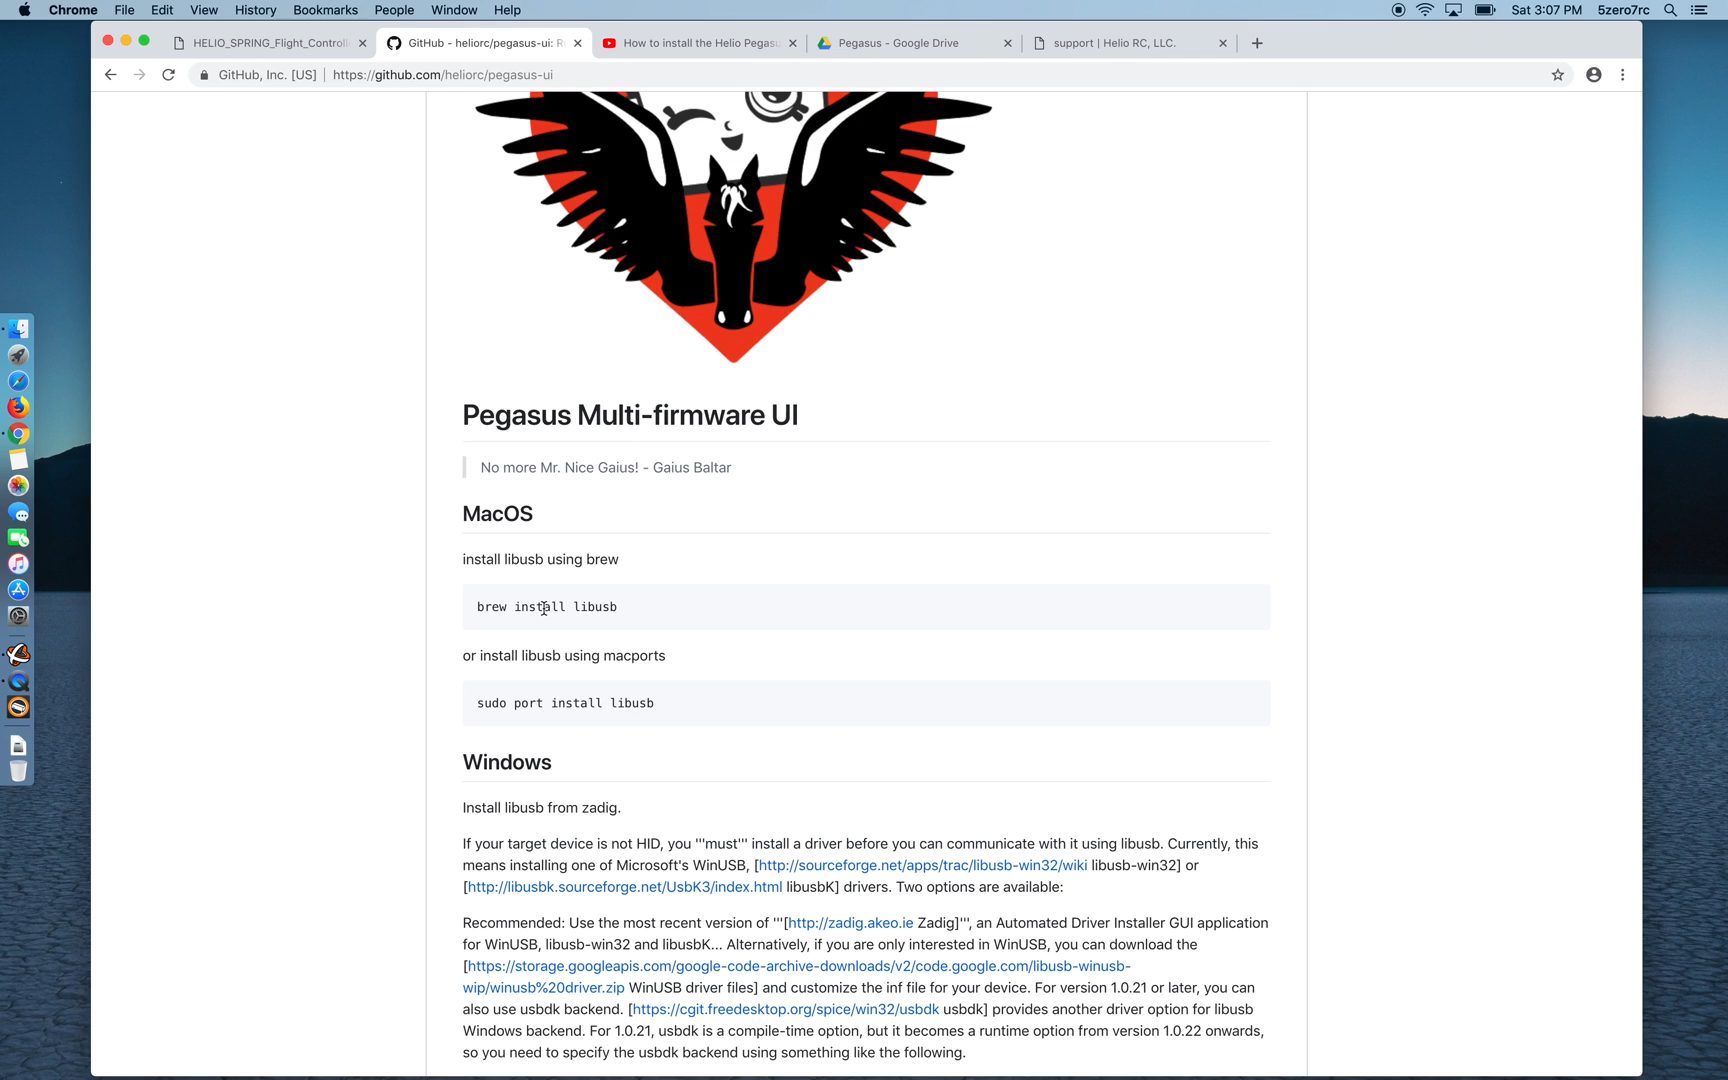 Chrome File Edit View History Bookmarks People Window Help Sat 3:07 PM 5zero7rc
HELIO_SPRING_Flight_Controll GitHub - heliorc/pegasus-ui: R How to install the Helio Pegasu Pegasus - Google Drive support | Helio RC, LLC.
GitHub, Inc. [US] | https://github.com/heliorc/pegasus-ui
Pegasus Multi-firmware UI
No more Mr. Nice Gaius! - Gaius Baltar
MacOS
install libusb using brew
brew install libusb
or install libusb using macports
sudo port install libusb
Windows
Install libusb from zadig.
If your target device is not HID, you '''must''' install a driver before you can communicate with it using libusb. Currently, this
means installing one of Microsoft's WinUSB, [http://sourceforge.net/apps/trac/libusb-win32/wiki libusb-win32] or
[http://libusbk.sourceforge.net/UsbK3/index.html libusbK] drivers. Two options are available:
Recommended: Use the most recent version of '''[http://zadig.akeo.ie Zadig]''', an Automated Driver Installer GUI application
for WinUSB, libusb-win32 and libusbK... Alternatively, if you are only interested in WinUSB, you can download the
[https://storage.googleapis.com/google-code-archive-downloads/v2/code.google.com/libusb-winusb-
wip/winusb%20driver.zip WinUSB driver files] and customize the inf file for your device. For version 1.0.21 or later, you can
also use usbdk backend. [https://cgit.freedesktop.org/spice/win32/usbdk usbdk] provides another driver option for libusb
Windows backend. For 1.0.21, usbdk is a compile-time option, but it becomes a runtime option from version 1.0.22 onwards,
so you need to specify the usbdk backend using something like the following.